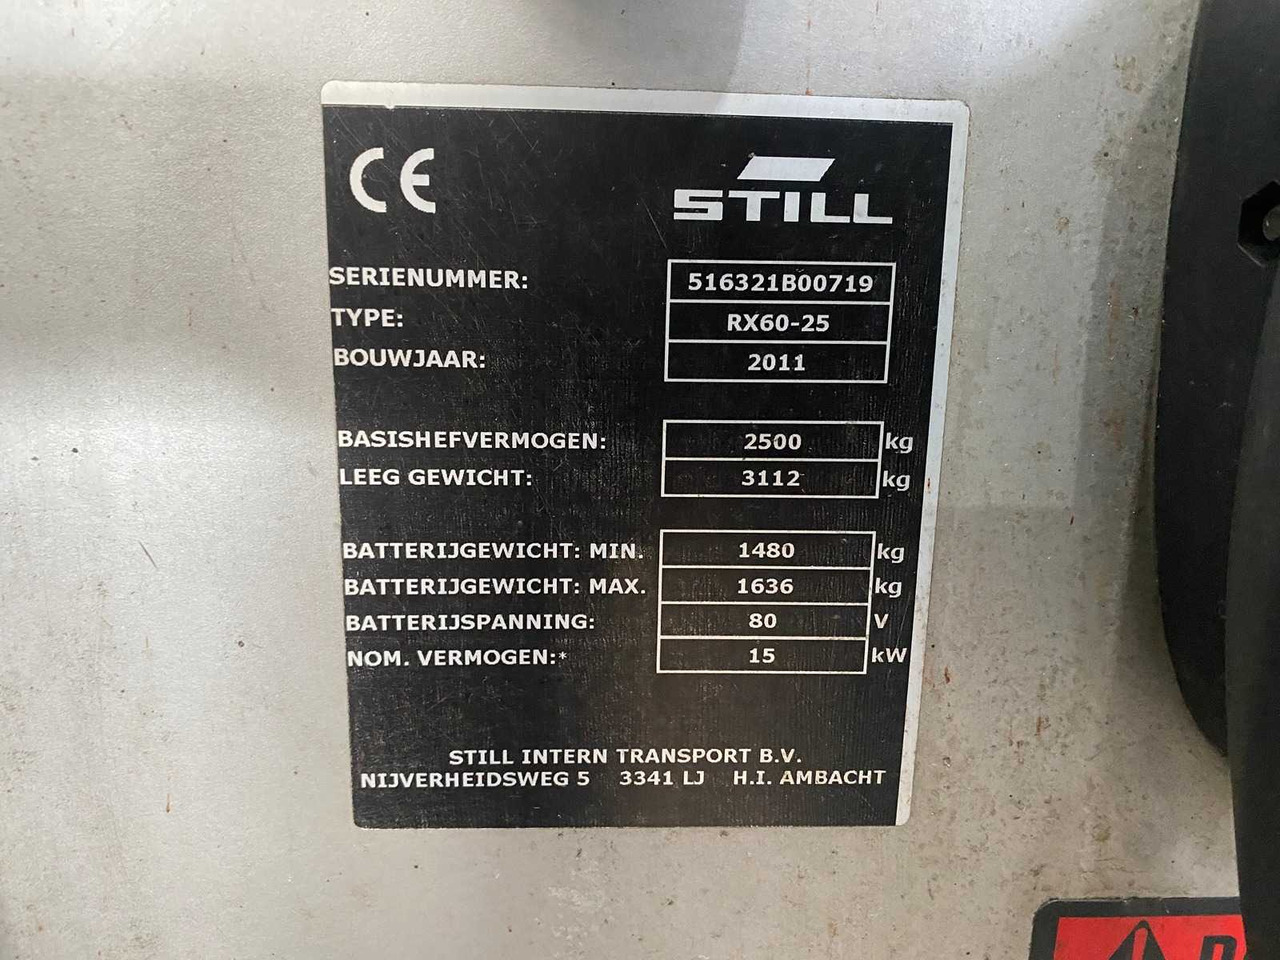 CE STILL
SERIENUMMER: 516321B00719
TYPE: RX60-25
BOUWJAAR: 2011
BASISHEFVERMOGEN: 2500 kg
LEEG GEWICHT: 3112 kg
BATTERIJGEWICHT: MIN. 1480 kg
BATTERIJGEWICHT: MAX. 1636 kg
BATTERIJSPANNING: 80 V
NOM. VERMOGEN:* 15 kW
STILL INTERN TRANSPORT B.V.
NIJVERHEIDSWEG 5 3341 LJ H.I. AMBACHT